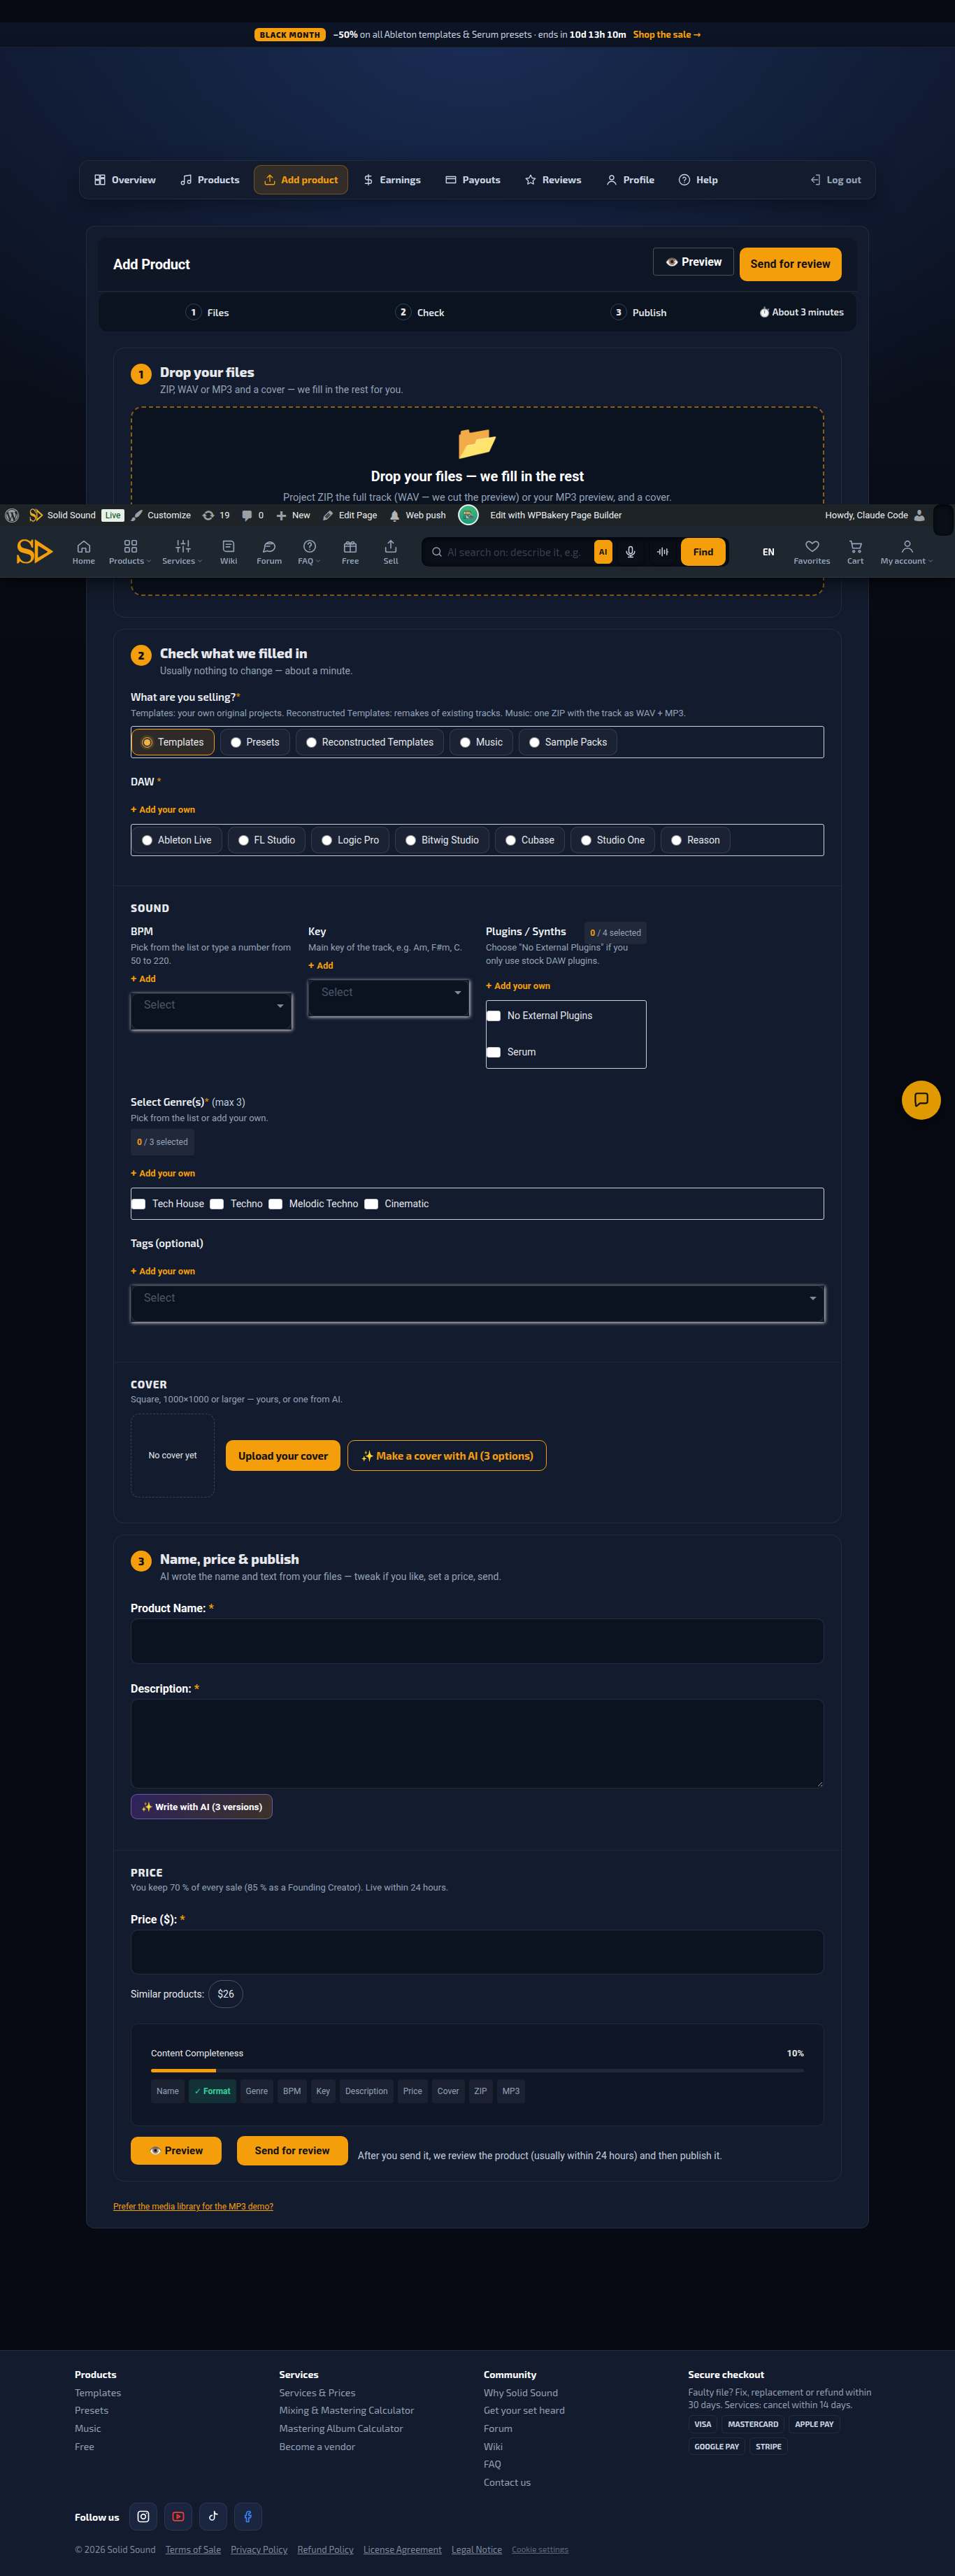 BLACK MONTH −50% on all Ableton templates & Serum presets · ends in 10d 13h 10m Shop the sale →
Overview Products Add product Earnings Payouts Reviews Profile Help Log out
Add Product
Preview
Send for review
1 Files 2 Check 3 Publish About 3 minutes
1 Drop your files
ZIP, WAV or MP3 and a cover — we fill in the rest for you.
Drop your files — we fill in the rest
Project ZIP, the full track (WAV — we cut the preview) or your MP3 preview, and a cover.
Solid Sound Live Customize 19 0 New Edit Page Web push Edit with WPBakery Page Builder Howdy, Claude Code
SD Home Products Services Wiki Forum FAQ Free Sell AI search on: describe it, e.g. AI Find EN Favorites Cart My account
2 Check what we filled in
Usually nothing to change — about a minute.
What are you selling?*
Templates: your own original projects. Reconstructed Templates: remakes of existing tracks. Music: one ZIP with the track as WAV + MP3.
Templates Presets Reconstructed Templates Music Sample Packs
DAW *
+ Add your own
Ableton Live FL Studio Logic Pro Bitwig Studio Cubase Studio One Reason
SOUND
BPM
Pick from the list or type a number from
50 to 220.
+ Add
Select
Key
Main key of the track, e.g. Am, F#m, C.
+ Add
Select
Plugins / Synths 0 / 4 selected
Choose "No External Plugins" if you
only use stock DAW plugins.
+ Add your own
No External Plugins
Serum
Select Genre(s)* (max 3)
Pick from the list or add your own.
0 / 3 selected
+ Add your own
Tech House Techno Melodic Techno Cinematic
Tags (optional)
+ Add your own
Select
COVER
Square, 1000×1000 or larger — yours, or one from AI.
No cover yet
Upload your cover
Make a cover with AI (3 options)
3 Name, price & publish
AI wrote the name and text from your files — tweak if you like, set a price, send.
Product Name: *
Description: *
Write with AI (3 versions)
PRICE
You keep 70 % of every sale (85 % as a Founding Creator). Live within 24 hours.
Price ($): *
Similar products: $26
Content Completeness 10%
Name ✓ Format Genre BPM Key Description Price Cover ZIP MP3
Preview
Send for review
After you send it, we review the product (usually within 24 hours) and then publish it.
Prefer the media library for the MP3 demo?
Products
Templates
Presets
Music
Free
Services
Services & Prices
Mixing & Mastering Calculator
Mastering Album Calculator
Become a vendor
Community
Why Solid Sound
Get your set heard
Forum
Wiki
FAQ
Contact us
Secure checkout
Faulty file? Fix, replacement or refund within
30 days. Services: cancel within 14 days.
VISA MASTERCARD APPLE PAY
GOOGLE PAY STRIPE
Follow us
© 2026 Solid Sound Terms of Sale Privacy Policy Refund Policy License Agreement Legal Notice Cookie settings